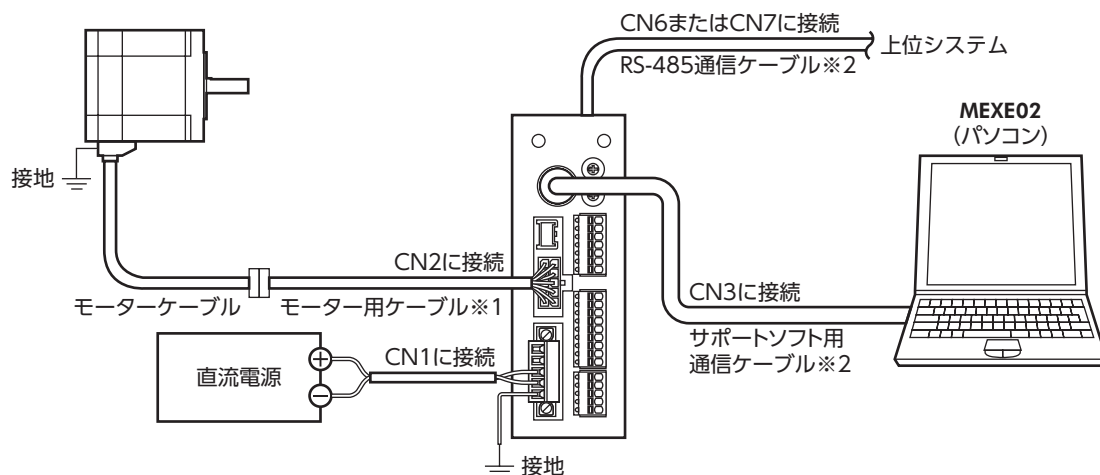 CN6またはCN7に接続
RS-485通信ケーブル※2
上位システム
MEXE02
(パソコン)
接地
CN2に接続
モーターケーブル
モーター用ケーブル※1
CN3に接続
サポートソフト用
通信ケーブル※2
直流電源
+
−
CN1に接続
接地